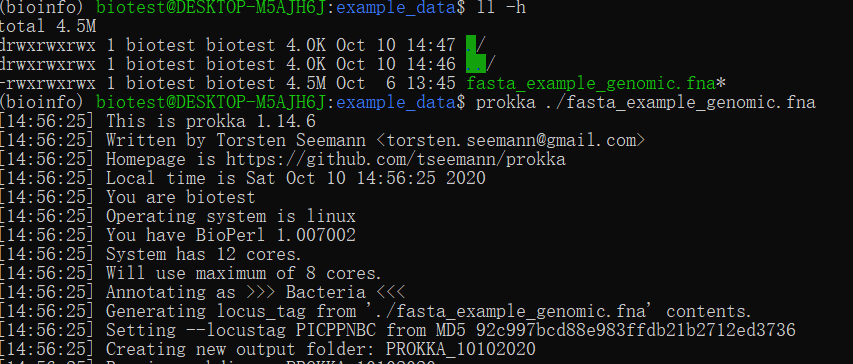 (bioinfo) biotest@DESKTOP-M5AJH6J:example_data$ ll -h
total 4.5M
drwxrwxrwx 1 biotest biotest 4.0K Oct 10 14:47 ./
drwxrwxrwx 1 biotest biotest 4.0K Oct 10 14:46 ../
-rwxrwxrwx 1 biotest biotest 4.5M Oct  6 13:45 fasta_example_genomic.fna*
(bioinfo) biotest@DESKTOP-M5AJH6J:example_data$ prokka ./fasta_example_genomic.fna
[14:56:25] This is prokka 1.14.6
[14:56:25] Written by Torsten Seemann <torsten.seemann@gmail.com>
[14:56:25] Homepage is https://github.com/tseemann/prokka
[14:56:25] Local time is Sat Oct 10 14:56:25 2020
[14:56:25] You are biotest
[14:56:25] Operating system is linux
[14:56:25] You have BioPerl 1.007002
[14:56:25] System has 12 cores.
[14:56:25] Will use maximum of 8 cores.
[14:56:25] Annotating as >>> Bacteria <<<
[14:56:25] Generating locus_tag from './fasta_example_genomic.fna' contents.
[14:56:25] Setting --locustag PICPPNBC from MD5 92c997bcd88e983ffdb21b2712ed3736
[14:56:25] Creating new output folder: PROKKA_10102020